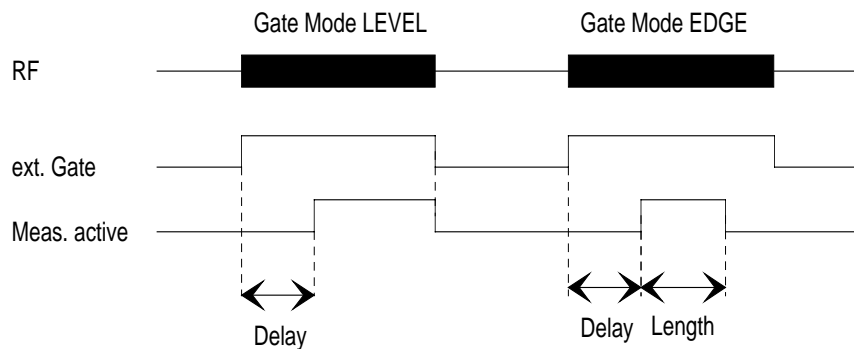 Gate Mode LEVEL Gate Mode EDGE
RF
ext. Gate
Meas. active
Delay Delay Length